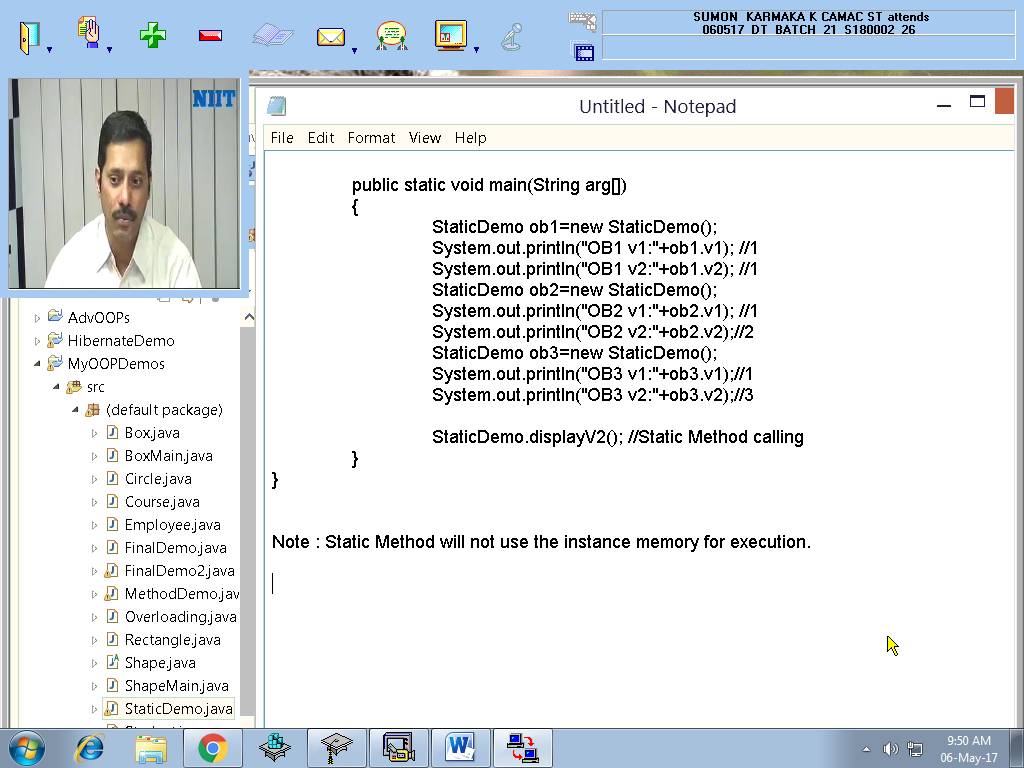 SUMON KARMAKA K CAMAC ST attends
060517 DT BATCH 21 S180002 26
NIIT
Untitled - Notepad
File Edit Format View Help
public static void main(String arg[])
{
StaticDemo ob1=new StaticDemo();
System.out.println("OB1 v1:"+ob1.v1); //1
System.out.println("OB1 v2:"+ob1.v2); //1
StaticDemo ob2=new StaticDemo();
System.out.println("OB2 v1:"+ob2.v1); //1
System.out.println("OB2 v2:"+ob2.v2);//2
StaticDemo ob3=new StaticDemo();
System.out.println("OB3 v1:"+ob3.v1);//1
System.out.println("OB3 v2:"+ob3.v2);//3
StaticDemo.displayV2(); //Static Method calling
}
}
Note : Static Method will not use the instance memory for execution.
AdvOOPs
HibernateDemo
MyOOPDemos
src
(default package)
Box.java
BoxMain.java
Circle.java
Course.java
Employee.java
FinalDemo.java
FinalDemo2.java
MethodDemo.jav
Overloading.java
Rectangle.java
Shape.java
ShapeMain.java
StaticDemo.java
9:50 AM
06-May-17